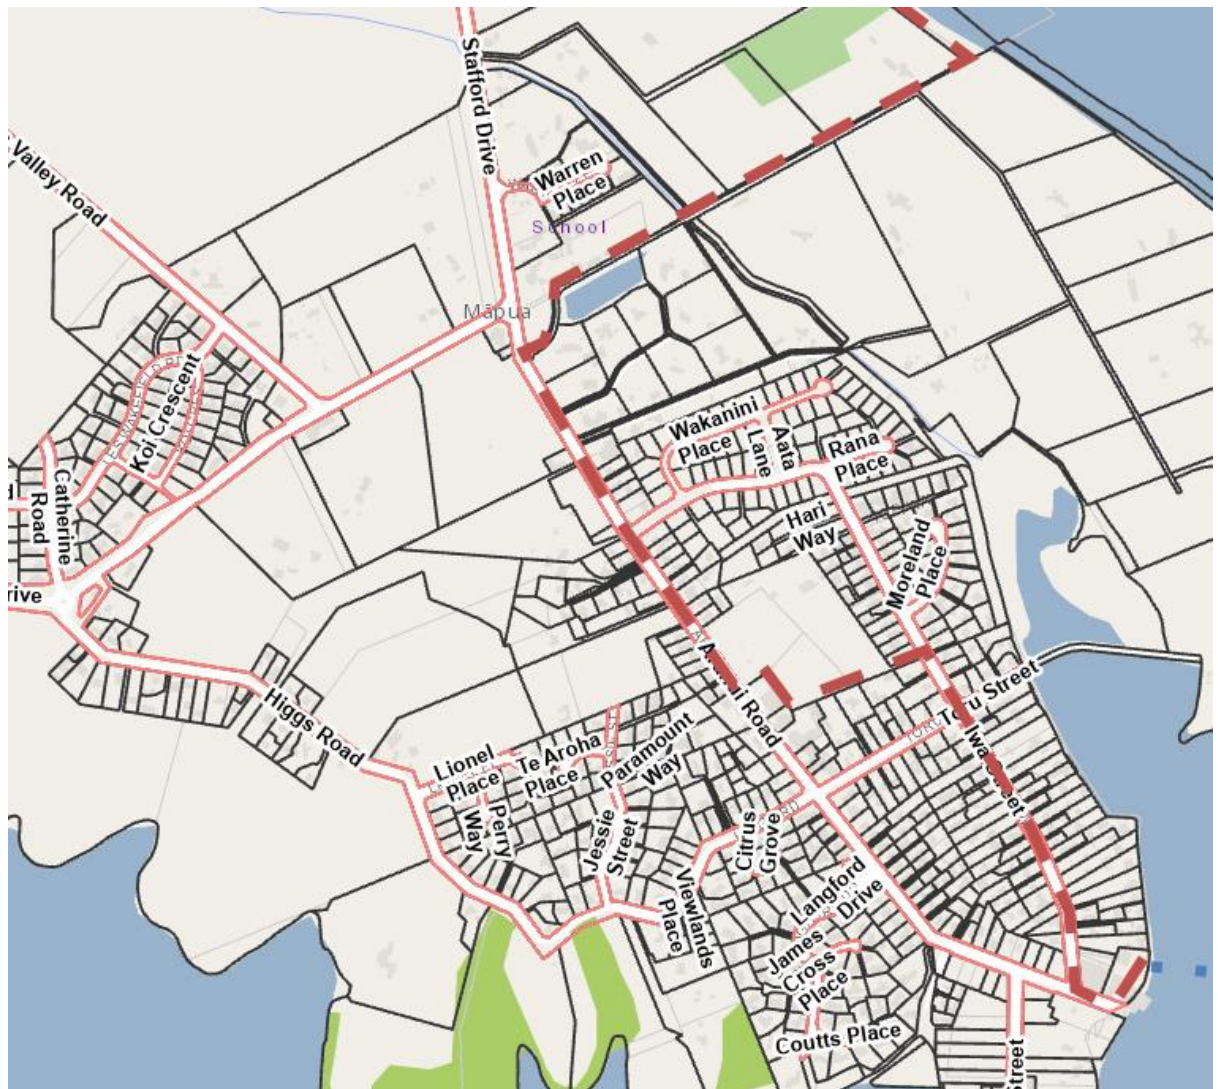 Stafford Drive
Valley Road
Warren
Place
School
Māpua
Koi Crescent
Catherine
Road
rive
Wakanini
Place
Aata
Lane
Rana
Place
Hari
Way
Moreland
Place
Higgs Road
Toru Street
Road
Lionel
Place
Te Aroha
Place
Paramount
Way
Perry
Way
Jessie
Street
Citrus
Grove
Viewlands
Place
Langford
Drive
James
Cross
Place
Coutts Place
Street